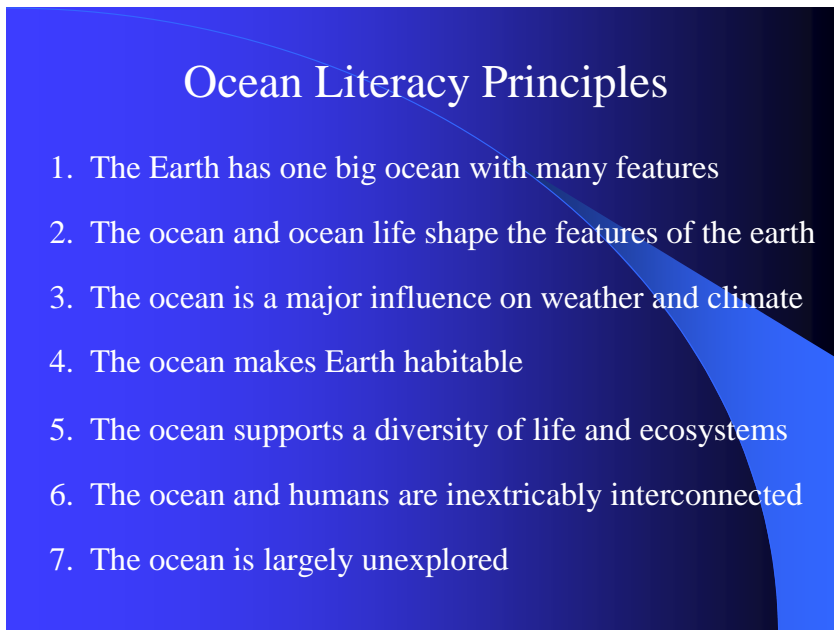 Ocean Literacy Principles
1. The Earth has one big ocean with many features
2. The ocean and ocean life shape the features of the earth
3. The ocean is a major influence on weather and climate
4. The ocean makes Earth habitable
5. The ocean supports a diversity of life and ecosystems
6. The ocean and humans are inextricably interconnected
7. The ocean is largely unexplored